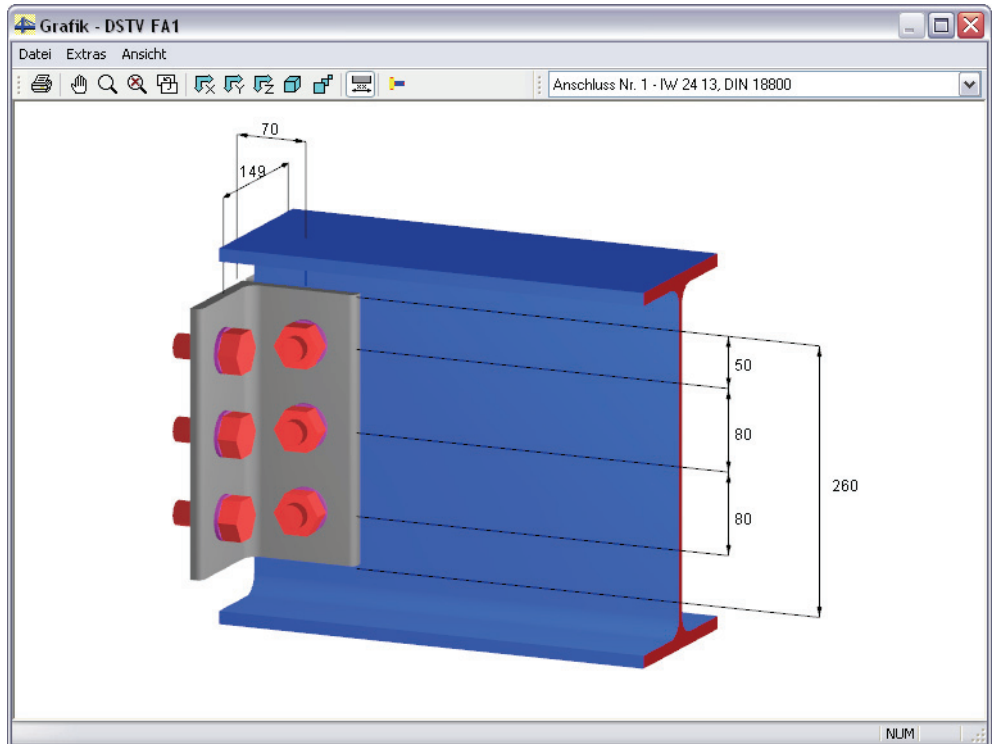 Grafik - DSTV FA1
Datei Extras Ansicht
X Y Z xx Anschluss Nr. 1 - IW 24 13, DIN 18800
70
149
50
80
260
80
NUM